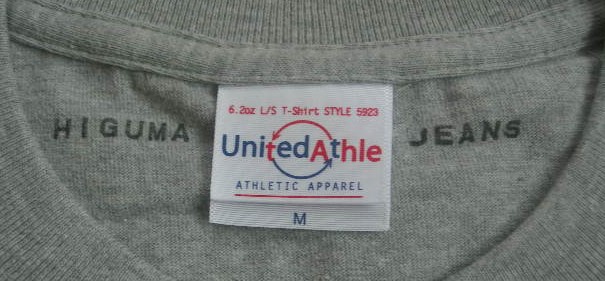 6.2oz L/S T-Shirt STYLE 5923
HIGUMA JEANS
UnitedAthle
ATHLETIC APPAREL
M